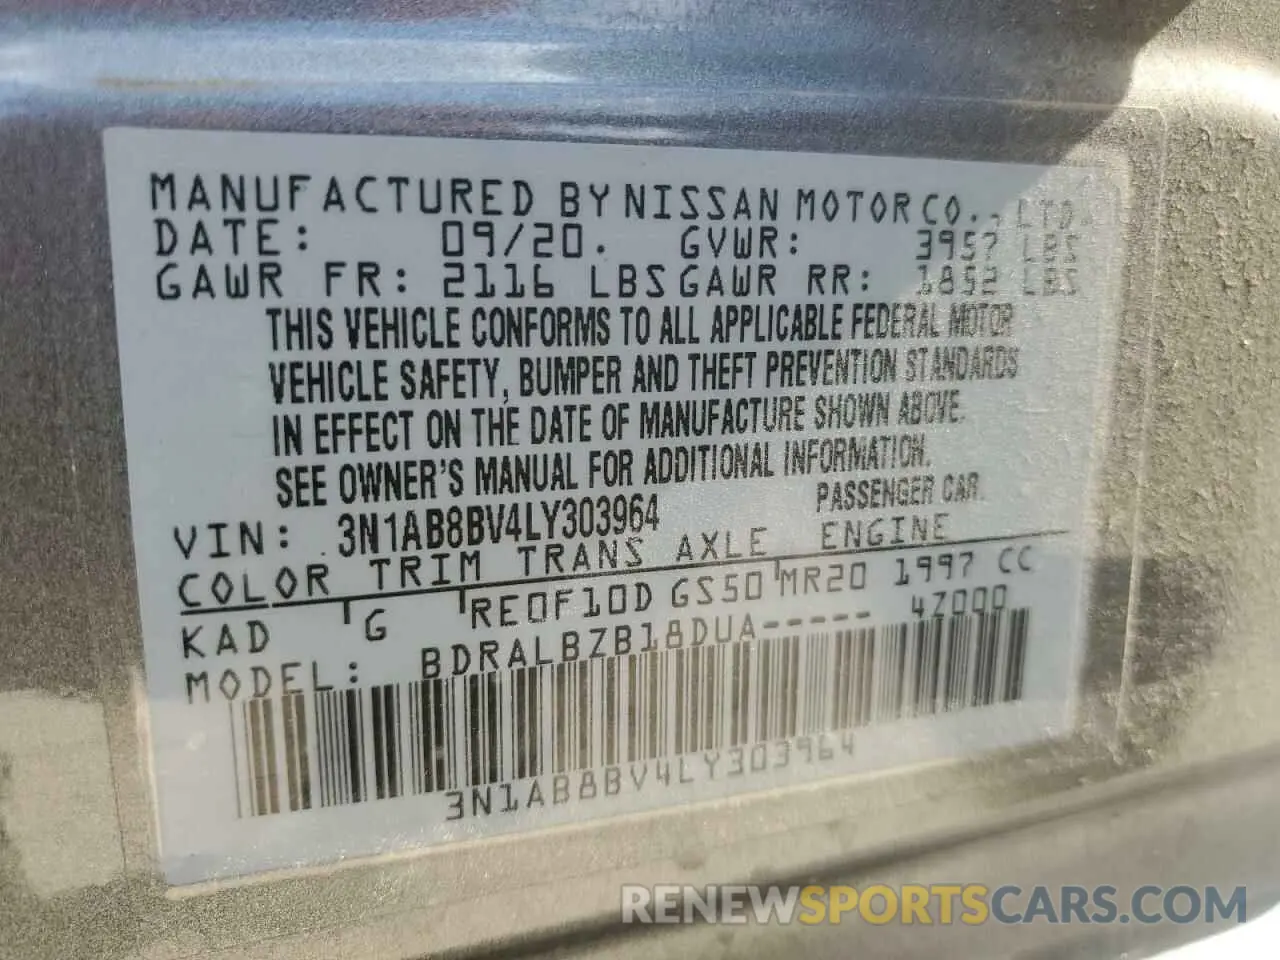 MANUFACTURED BY NISSAN MOTOR CO., LTD.
DATE: 09/20. GVWR: 3957 LBS
GAWR FR: 2116 LBS GAWR RR: 1852 LBS
THIS VEHICLE CONFORMS TO ALL APPLICABLE FEDERAL MOTOR
VEHICLE SAFETY, BUMPER AND THEFT PREVENTION STANDARDS
IN EFFECT ON THE DATE OF MANUFACTURE SHOWN ABOVE.
SEE OWNER'S MANUAL FOR ADDITIONAL INFORMATION.
VIN: 3N1AB8BV4LY303964 PASSENGER CAR.
COLOR TRIM TRANS AXLE ENGINE
KAD G RE0F10D GS50 MR20 1997 CC
MODEL: BDRALBZB18DUA----- 4Z000
3N1AB8BV4LY303964
RENEWSPORTSCARS.COM